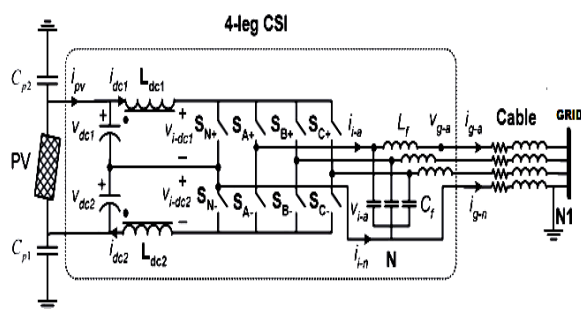 4-leg CSI
C_p2
i_pv
i_dc1
L_dc1
v_dc1
+
+
v_i-dc1
−
S_N+
S_A+
S_B+
S_C+
i_i-a
L_f
v_g-a
i_g-a
Cable
GRID
PV
+
v_dc2
+
v_i-dc2
−
S_N-
S_A-
S_B-
S_C-
v_i-a
C_f
i_g-n
N1
C_p1
i_dc2
L_dc2
i_i-n
N